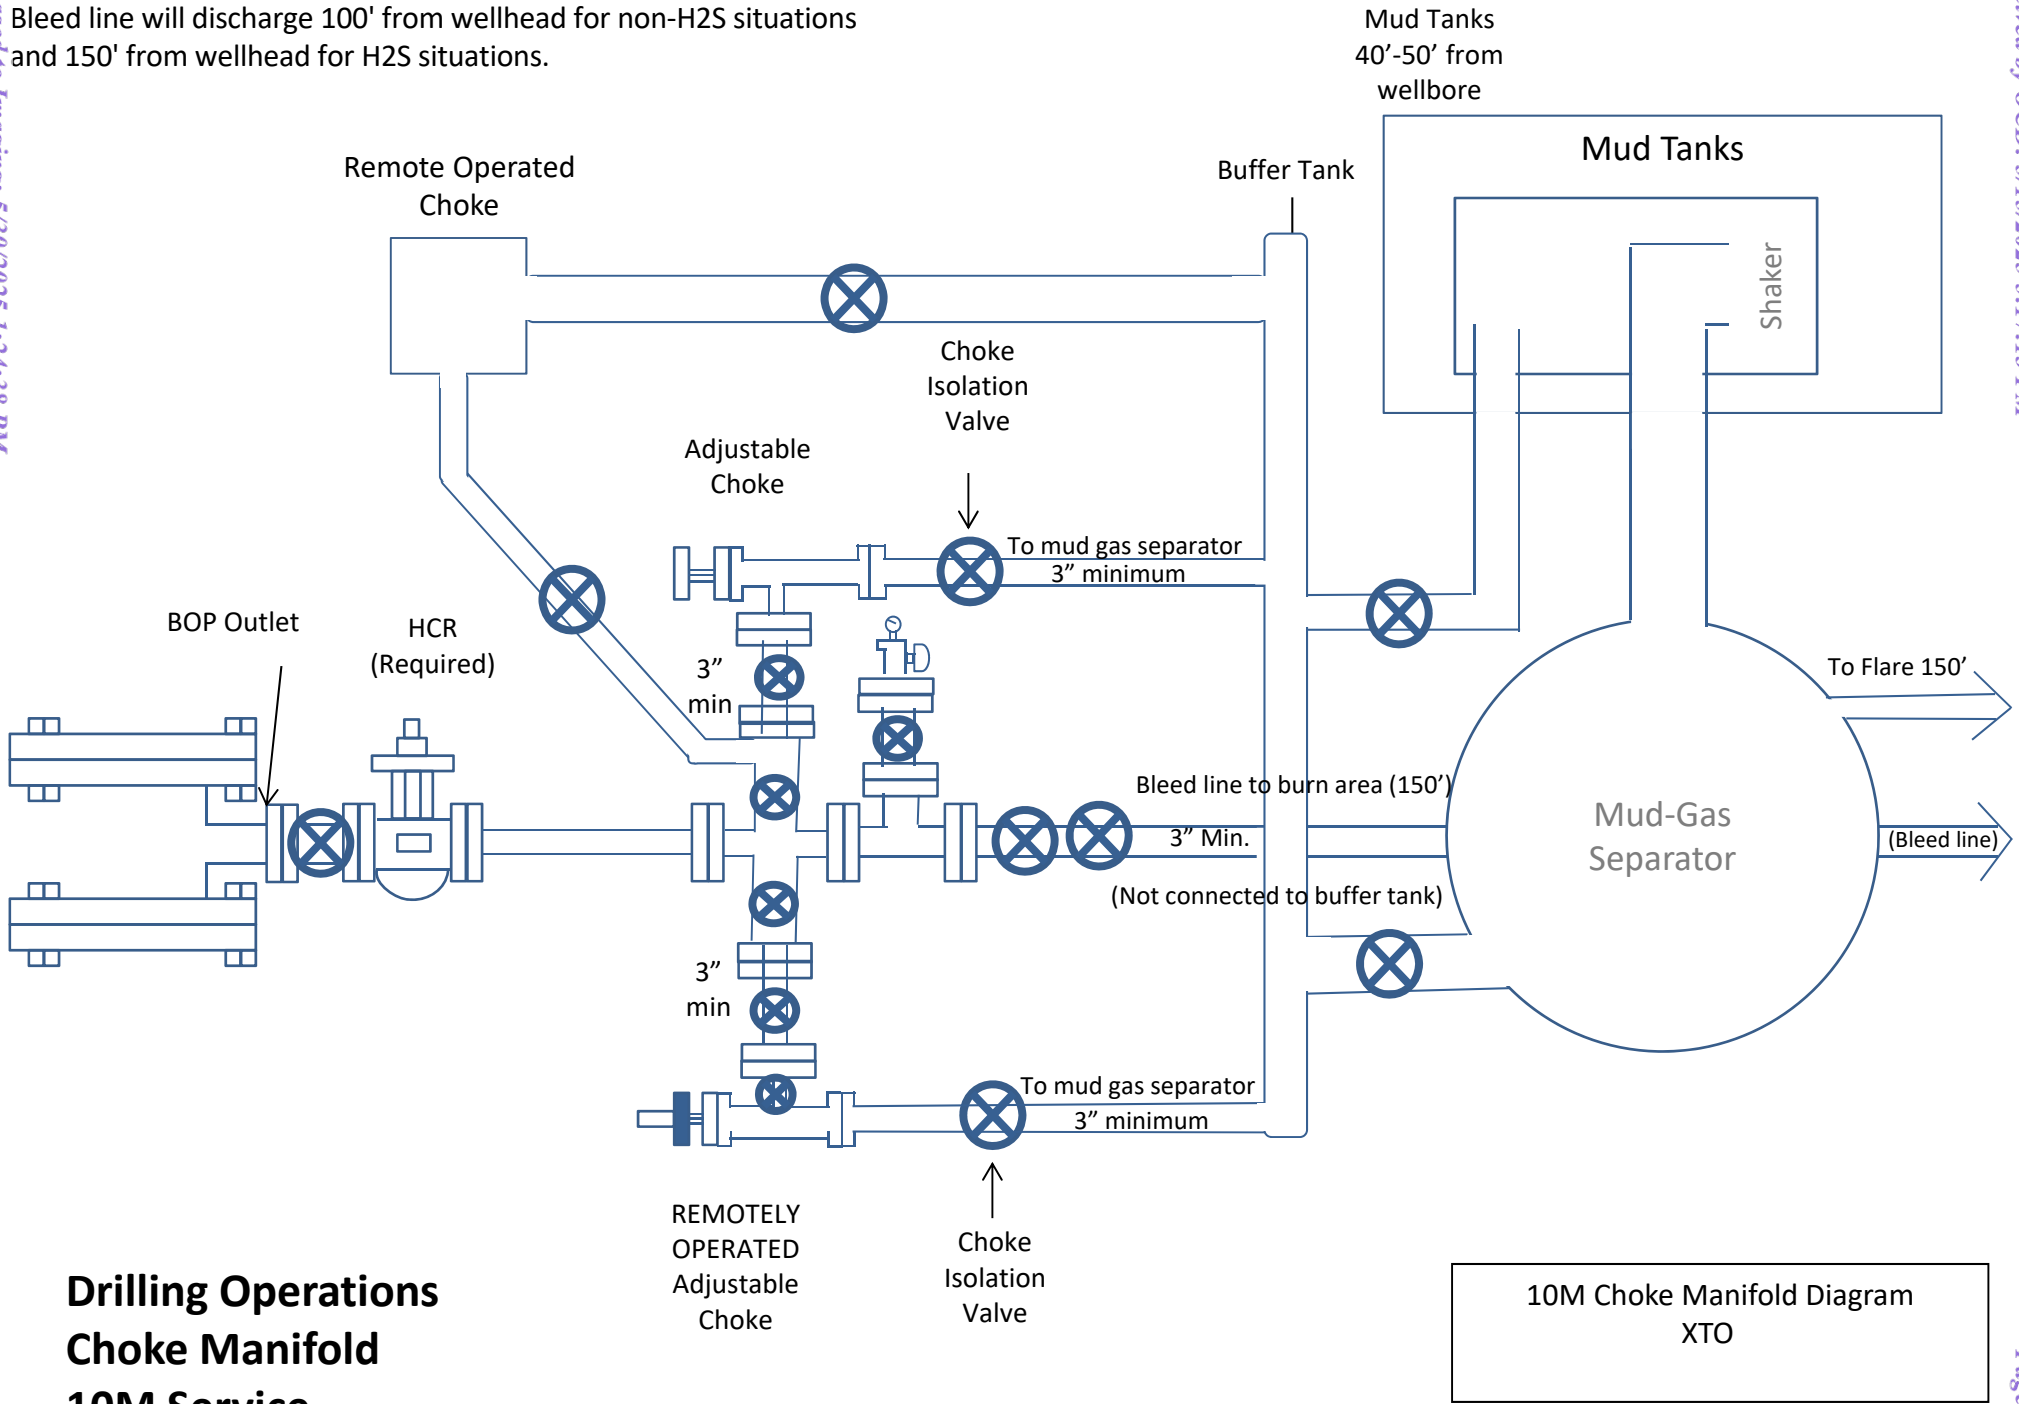 Bleed line will discharge 100' from wellhead for non-H2S situations
and 150' from wellhead for H2S situations.
Mud Tanks
40’-50’ from
wellbore
Mud Tanks
Shaker
Remote Operated
Choke
Buffer Tank
Choke
Isolation
Valve
Adjustable
Choke
To mud gas separator
3” minimum
BOP Outlet
HCR
(Required)
3”
min
To Flare 150’
Bleed line to burn area (150’)
3” Min.
(Not connected to buffer tank)
Mud-Gas
Separator
(Bleed line)
3”
min
To mud gas separator
3” minimum
REMOTELY
OPERATED
Adjustable
Choke
Choke
Isolation
Valve
Drilling Operations
Choke Manifold
10M Service
10M Choke Manifold Diagram
XTO